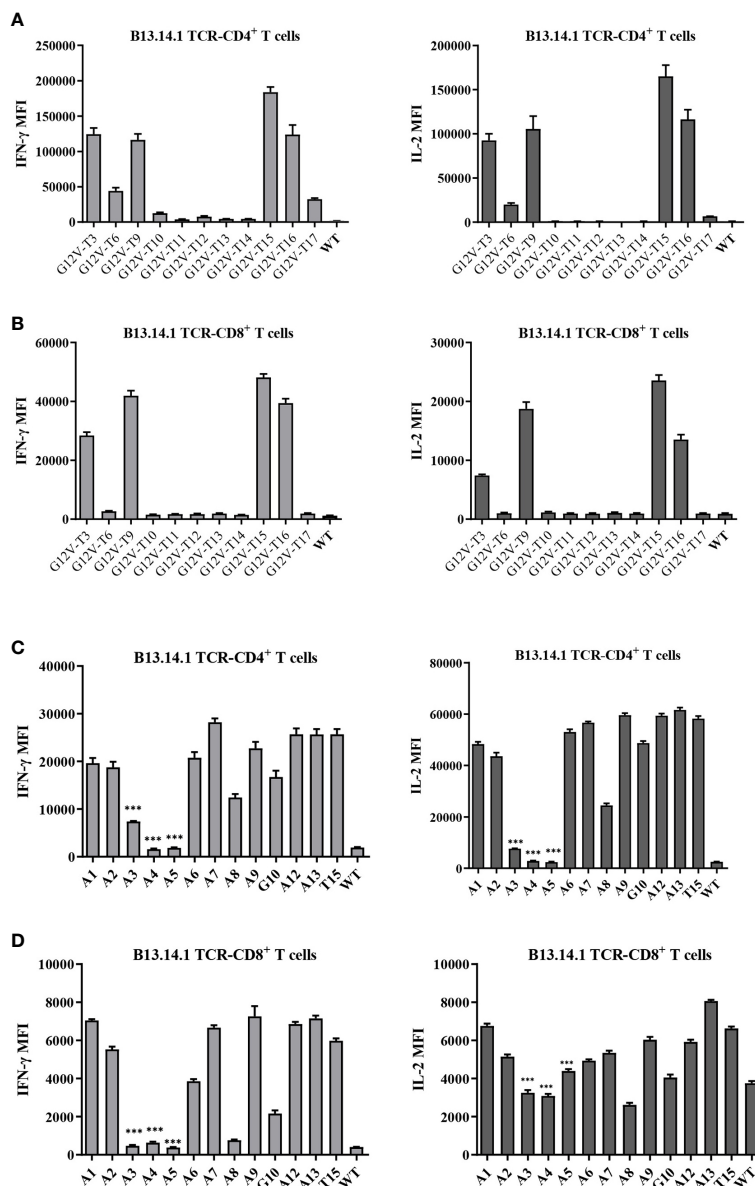 A
B13.14.1 TCR-CD4+ T cells
IFN-γ MFI
250000
200000
150000
100000
50000
0
G12V-T3
G12V-T6
G12V-T9
G12V-T10
G12V-T11
G12V-T12
G12V-T13
G12V-T14
G12V-T15
G12V-T16
G12V-T17
WT
B13.14.1 TCR-CD4+ T cells
IL-2 MFI
200000
150000
100000
50000
0
G12V-T3
G12V-T6
G12V-T9
G12V-T10
G12V-T11
G12V-T12
G12V-T13
G12V-T14
G12V-T15
G12V-T16
G12V-T17
WT
B
B13.14.1 TCR-CD8+ T cells
IFN-γ MFI
60000
40000
20000
0
G12V-T3
G12V-T6
G12V-T9
G12V-T10
G12V-T11
G12V-T12
G12V-T13
G12V-T14
G12V-T15
G12V-T16
G12V-T17
WT
B13.14.1 TCR-CD8+ T cells
IL-2 MFI
30000
20000
10000
0
G12V-T3
G12V-T6
G12V-T9
G12V-T10
G12V-T11
G12V-T12
G12V-T13
G12V-T14
G12V-T15
G12V-T16
G12V-T17
WT
C
B13.14.1 TCR-CD4+ T cells
IFN-γ MFI
40000
30000
20000
10000
0
*** *** ***
A1
A2
A3
A4
A5
A6
A7
A8
A9
G10
A12
A13
T15
WT
B13.14.1 TCR-CD4+ T cells
IL-2 MFI
80000
60000
40000
20000
0
*** *** ***
A1
A2
A3
A4
A5
A6
A7
A8
A9
G10
A12
A13
T15
WT
D
B13.14.1 TCR-CD8+ T cells
IFN-γ MFI
10000
8000
6000
4000
2000
0
*** *** ***
A1
A2
A3
A4
A5
A6
A7
A8
A9
G10
A12
A13
T15
WT
B13.14.1 TCR-CD8+ T cells
IL-2 MFI
10000
8000
6000
4000
2000
0
*** *** ***
A1
A2
A3
A4
A5
A6
A7
A8
A9
G10
A12
A13
T15
WT